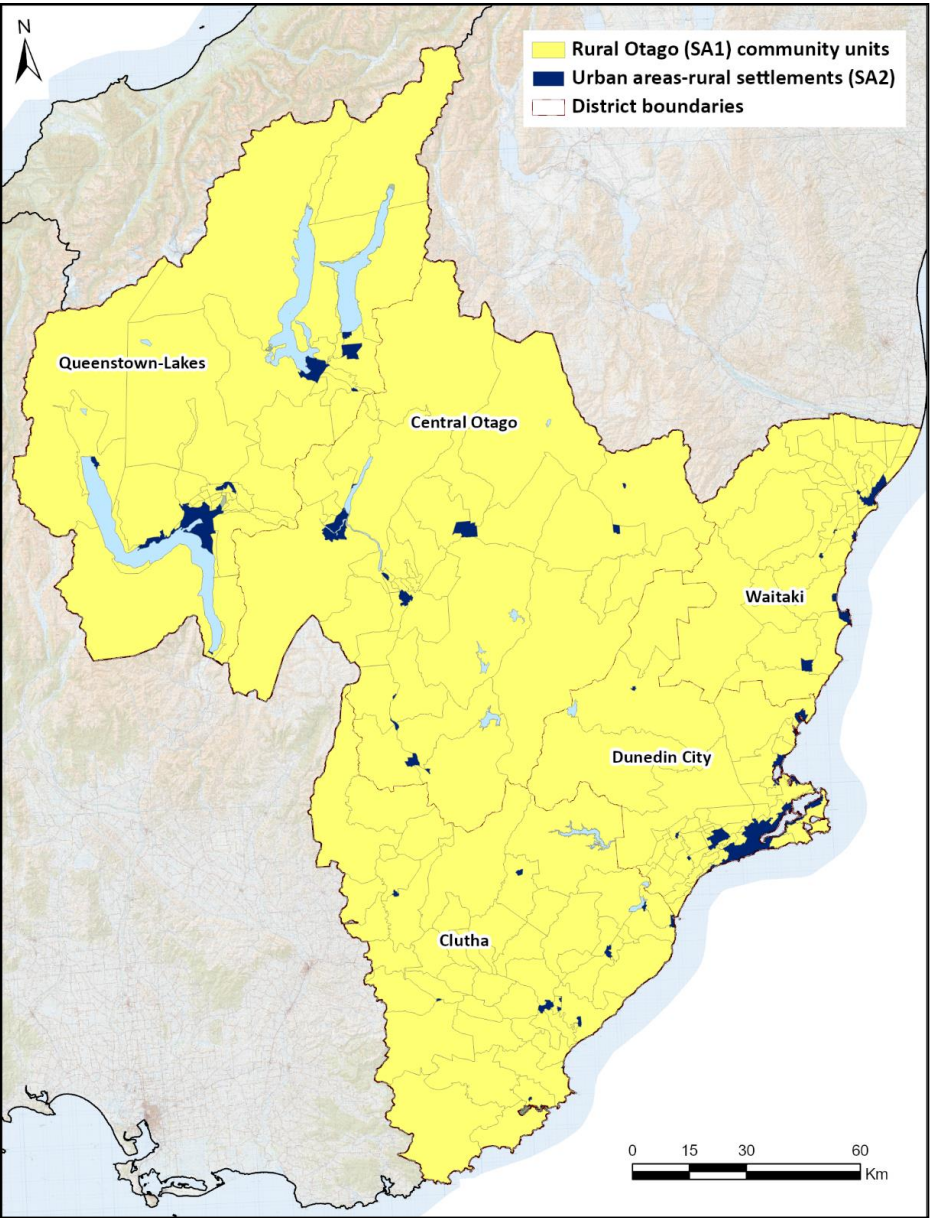 N
Rural Otago (SA1) community units
Urban areas-rural settlements (SA2)
District boundaries
Queenstown-Lakes
Central Otago
Waitaki
Dunedin City
Clutha
0 15 30 60
Km